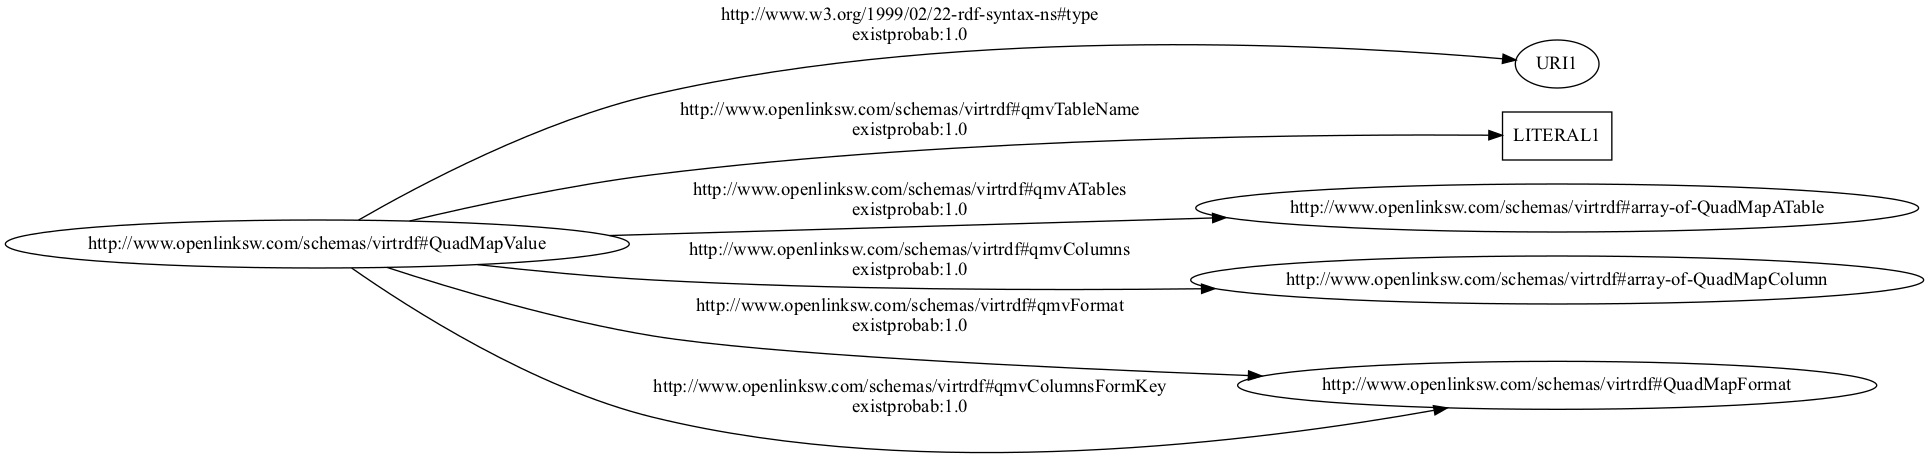 http://www.w3.org/1999/02/22-rdf-syntax-ns#type
existprobab:1.0
URI1
http://www.openlinksw.com/schemas/virtrdf#qmvTableName
existprobab:1.0
LITERAL1
http://www.openlinksw.com/schemas/virtrdf#qmvATables
existprobab:1.0
http://www.openlinksw.com/schemas/virtrdf#array-of-QuadMapATable
http://www.openlinksw.com/schemas/virtrdf#QuadMapValue
http://www.openlinksw.com/schemas/virtrdf#qmvColumns
existprobab:1.0
http://www.openlinksw.com/schemas/virtrdf#array-of-QuadMapColumn
http://www.openlinksw.com/schemas/virtrdf#qmvFormat
existprobab:1.0
http://www.openlinksw.com/schemas/virtrdf#QuadMapFormat
http://www.openlinksw.com/schemas/virtrdf#qmvColumnsFormKey
existprobab:1.0